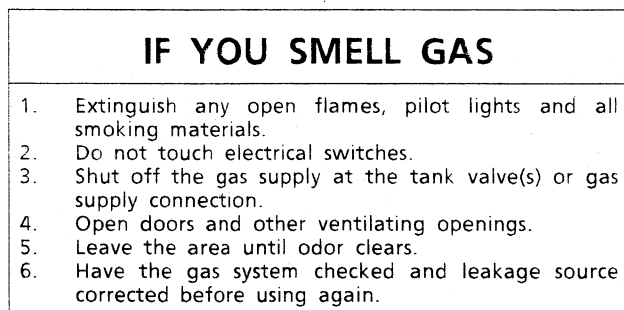 IF YOU SMELL GAS
1. Extinguish any open flames, pilot lights and all
smoking materials.
2. Do not touch electrical switches.
3. Shut off the gas supply at the tank valve(s) or gas
supply connection.
4. Open doors and other ventilating openings.
5. Leave the area until odor clears.
6. Have the gas system checked and leakage source
corrected before using again.